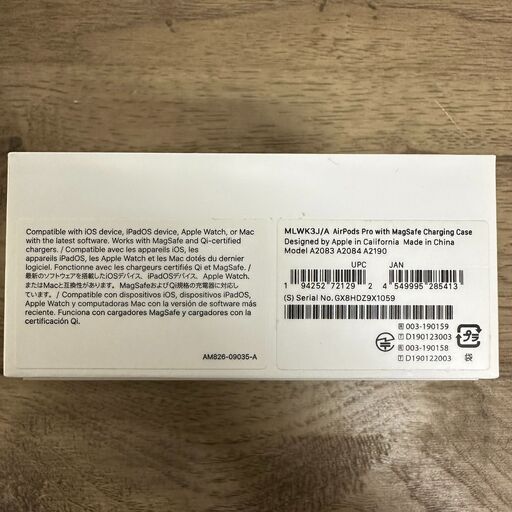 Compatible with iOS device, iPadOS device, Apple Watch, or Mac
with the latest software. Works with MagSafe and Qi-certified
chargers. / Compatible avec les appareils iOS, les
appareils iPadOS, les Apple Watch et les Mac dotés du dernier
logiciel. Fonctionne avec les chargeurs certifiés Qi et MagSafe. /
最新のソフトウェアを搭載したiOSデバイス、iPadOSデバイス、Apple Watch、
またはMacと互換性があります。MagSafeおよびQi規格の充電器に対応して
います。/ Compatible con dispositivos iOS, dispositivos iPadOS,
Apple Watch y computadoras Mac con la versión de software más
reciente. Funciona con cargadores MagSafe y cargadores con la
certificación Qi.
AM826-09035-A
MLWK3J/A AirPods Pro with MagSafe Charging Case
Designed by Apple in California Made in China
Model A2083 A2084 A2190
UPC JAN
1 94252 72129 2 4 549995 285413
(S) Serial No. GX8HDZ9X1059
R 003-190159
T D190123003
R 003-190158
T D190122003
プラ
袋